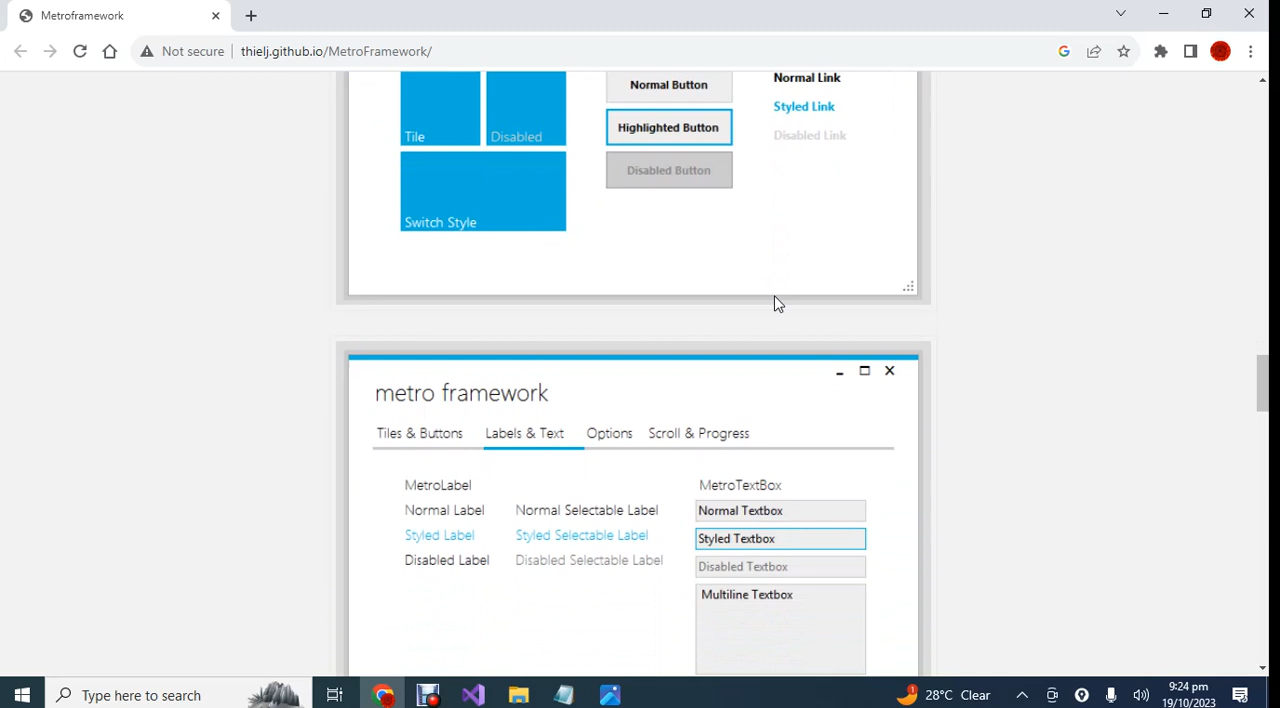 Metroframework
Not secure
thielj.github.io/MetroFramework/
Tile
Disabled
Switch Style
Normal Button
Highlighted Button
Disabled Button
Normal Link
Styled Link
Disabled Link
metro framework
Tiles & Buttons
Labels & Text
Options
Scroll & Progress
MetroLabel
Normal Label
Styled Label
Disabled Label
Normal Selectable Label
Styled Selectable Label
Disabled Selectable Label
MetroTextBox
Normal Textbox
Styled Textbox
Disabled Textbox
Multiline Textbox
Type here to search
1
28°C Clear
9:24 pm
19/10/2023